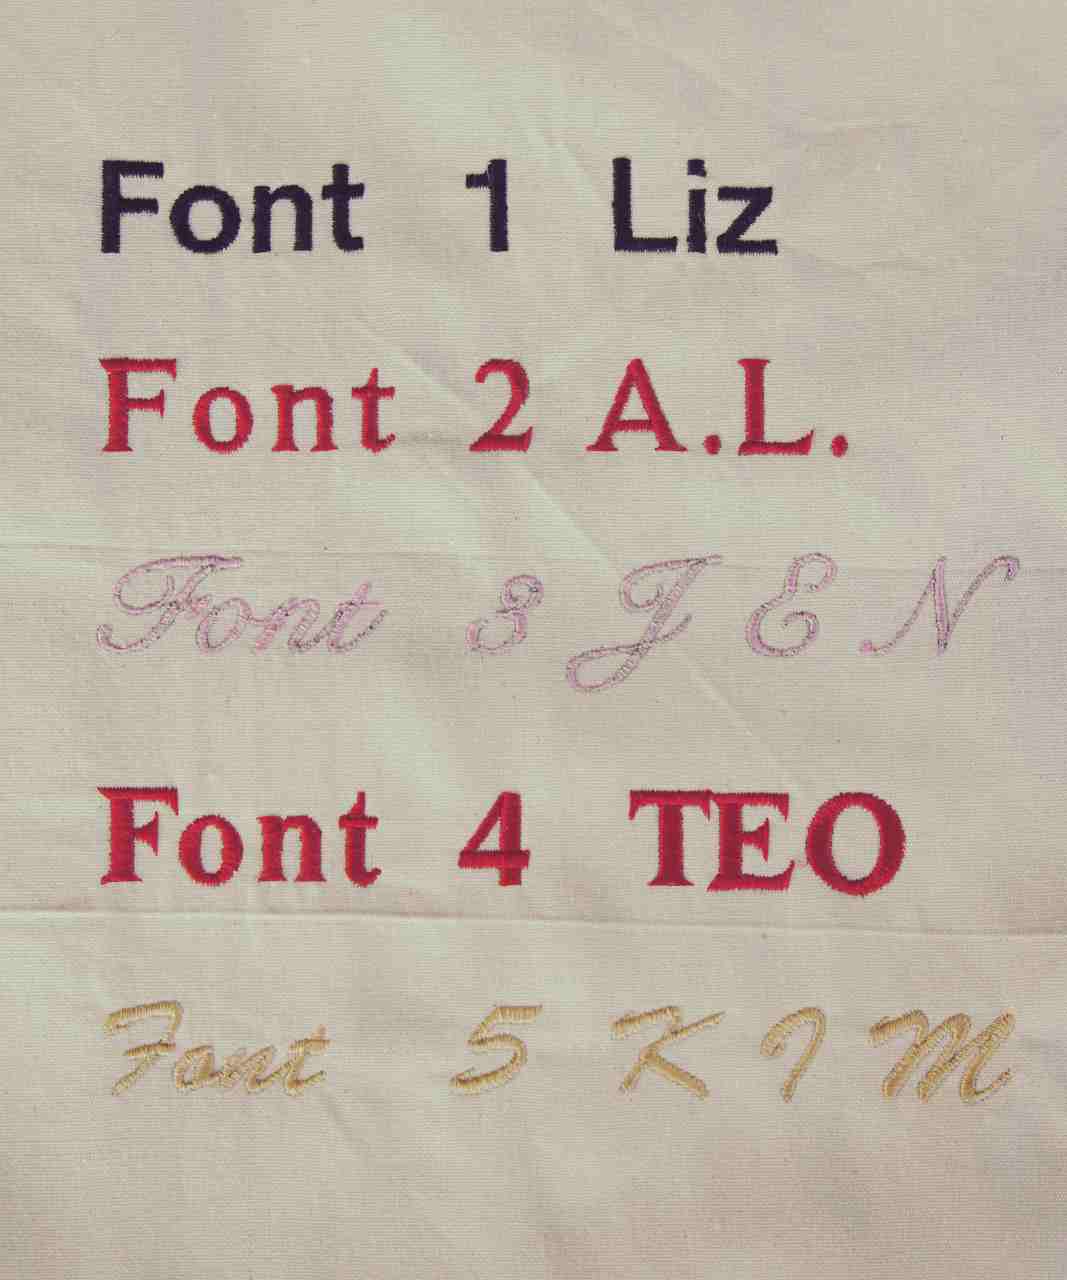 Font 1 Liz
Font 2 A.L.
Font 3 J E N
Font 4 TEO
Font 5 K I M